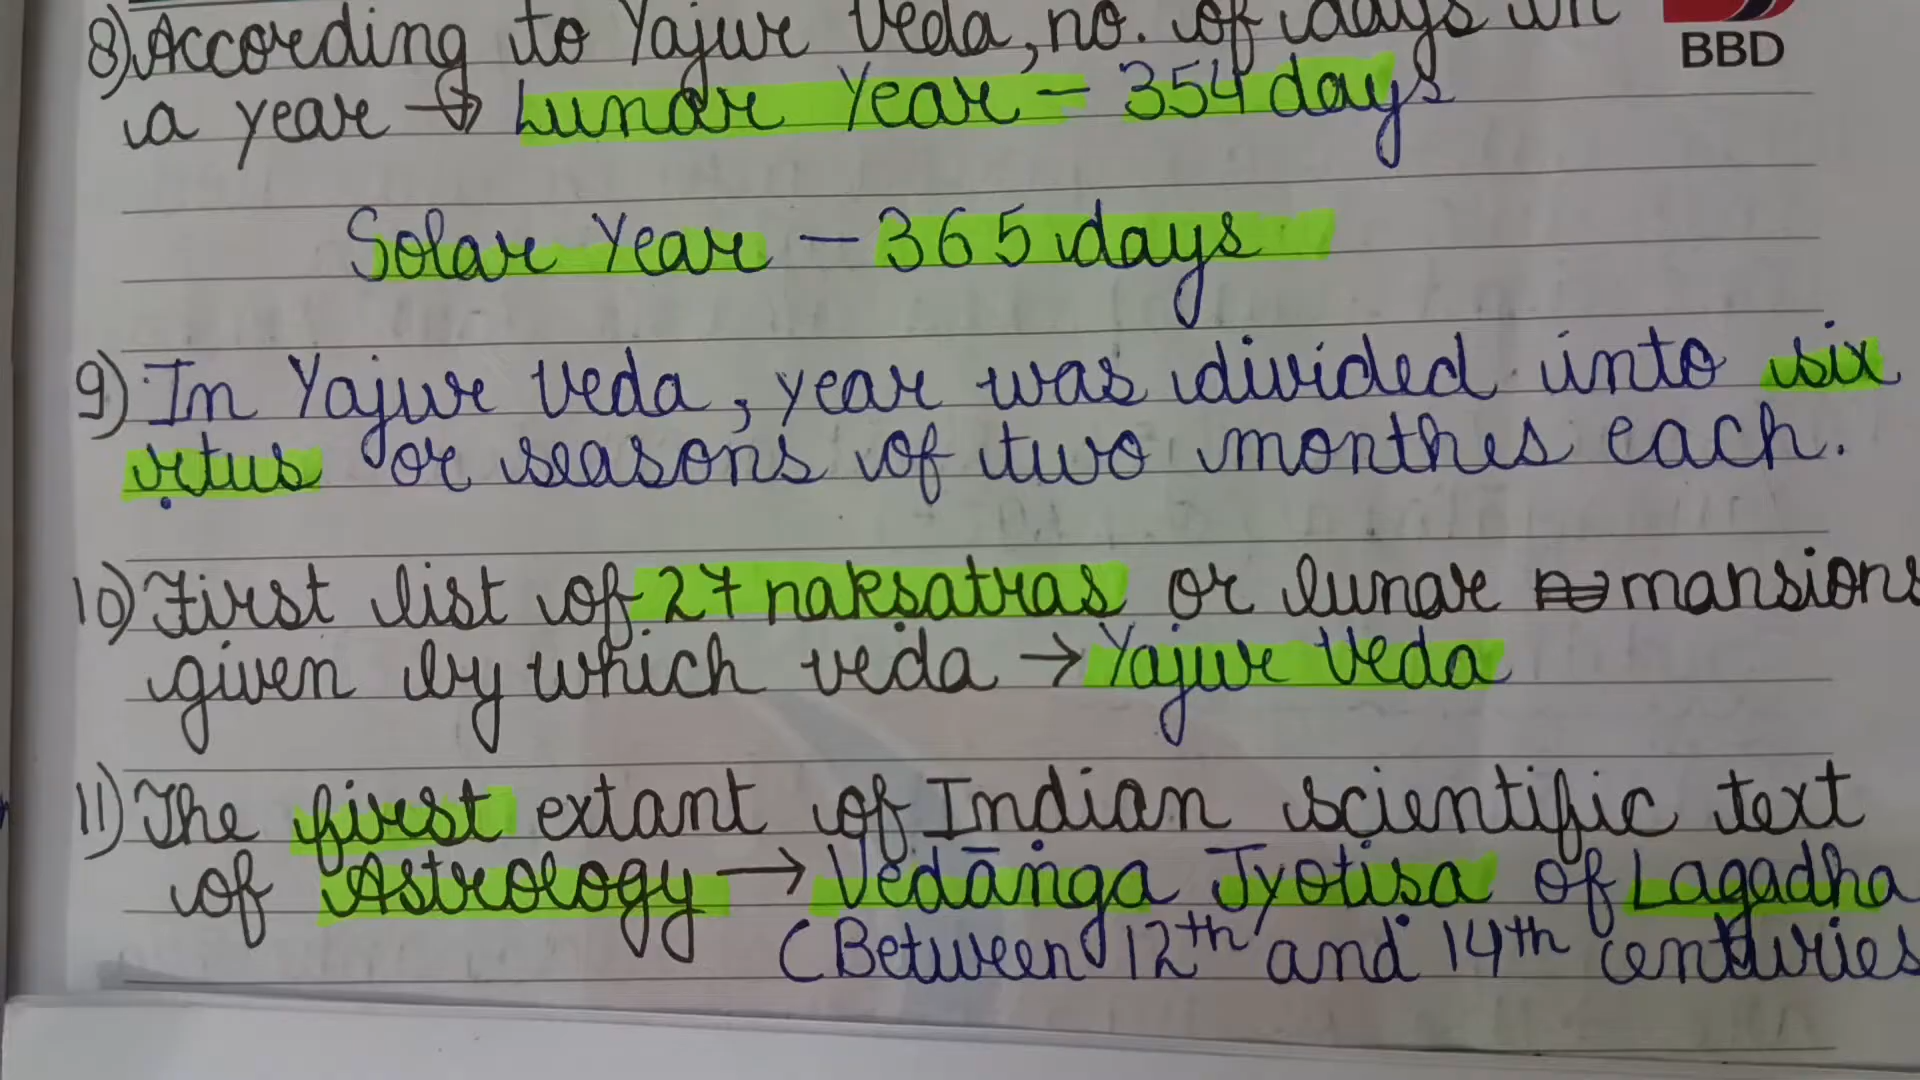 8) According to Yajur Veda, no. of days in
BBD
a year → Lunar Year - 354 days
Solar Year - 365 days
9) In Yajur Veda, year was divided into six
ṛtus or seasons of two months each.
10) First list of 27 nakṣatras or lunar mansions
given by which veda → Yajur Veda
11) The first extant of Indian scientific text
of Astrology → Vedāṅga Jyotisa of Lagadha
(Between 12th and 14th centuries